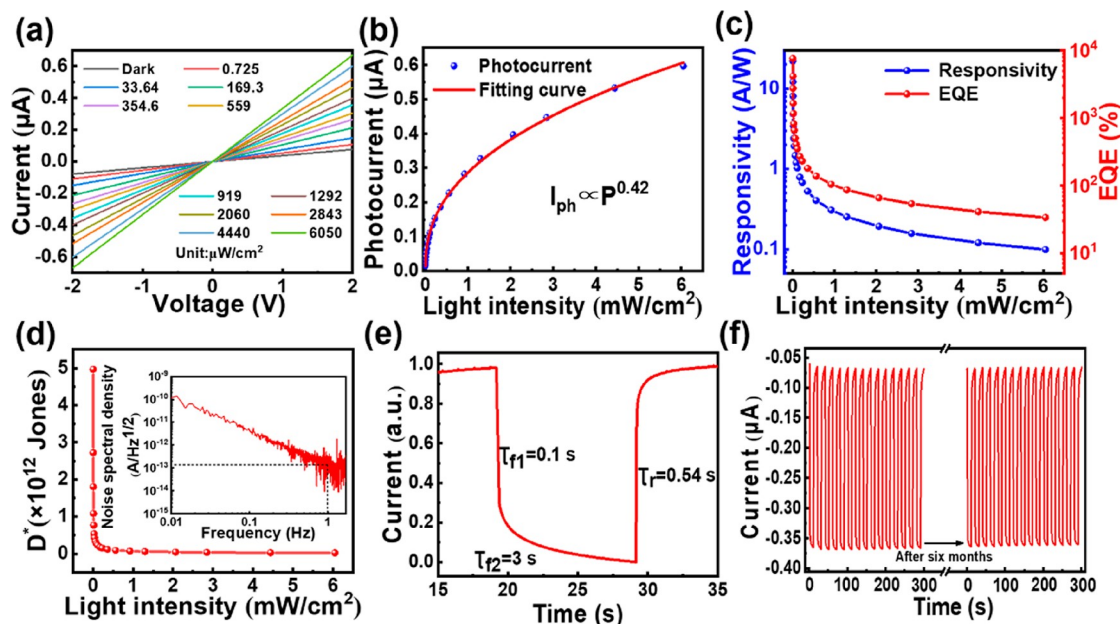 (a)
Current (µA)
0.6
0.4
0.2
0.0
-0.2
-0.4
-0.6
Dark 0.725
33.64 169.3
354.6 559
919 1292
2060 2843
4440 6050
Unit:µW/cm²
-2 -1 0 1 2
Voltage (V)
(b)
Photocurrent (µA)
0.8
0.6
0.4
0.2
0.0
Photocurrent
Fitting curve
Iph∝P^0.42
0 1 2 3 4 5 6 7
Light intensity (mW/cm²)
(c)
Responsivity (A/W)
10
1
0.1
Responsivity
EQE
10⁴
10³
10²
10¹
EQE (%)
0 1 2 3 4 5 6
Light intensity (mW/cm²)
(d)
D* (×10¹² Jones)
5
4
3
2
1
0
Noise spectral density
(A/Hz^1/2)
10⁻⁹
10⁻¹⁰
10⁻¹¹
10⁻¹²
10⁻¹³
10⁻¹⁴
10⁻¹⁵
0.01 0.1 1
Frequency (Hz)
0 1 2 3 4 5 6
Light intensity (mW/cm²)
(e)
Current (a.u.)
1.0
0.8
0.6
0.4
0.2
0.0
τf1=0.1 s
τr=0.54 s
τf2=3 s
15 20 25 30 35
Time (s)
(f)
Current (µA)
-0.05
-0.10
-0.15
-0.20
-0.25
-0.30
-0.35
-0.40
After six months
0 100 200 300 0 100 200 300
Time (s)